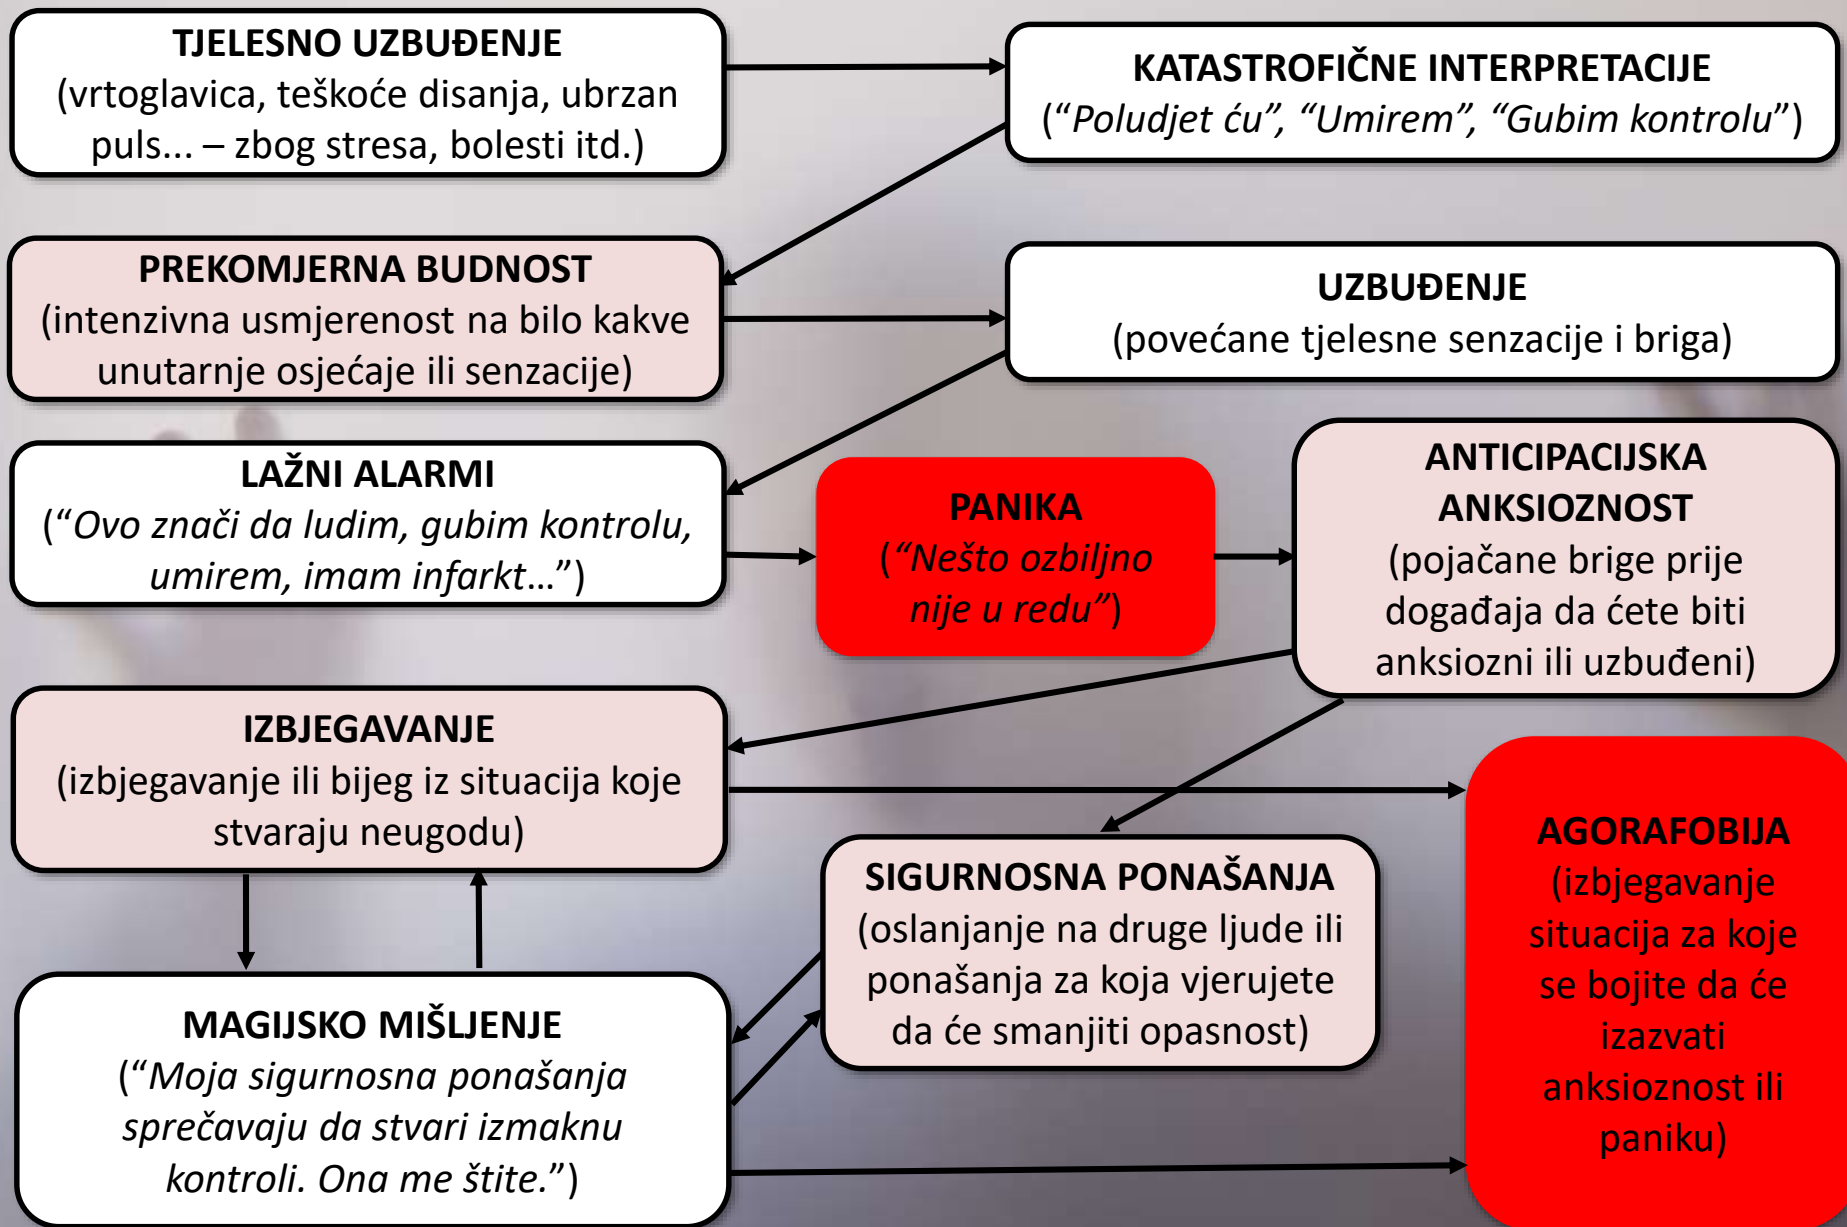 TJELESNO UZBUĐENJE
(vrtoglavica, teškoće disanja, ubrzan
puls... – zbog stresa, bolesti itd.)
KATASTROFIČNE INTERPRETACIJE
(“Poludjet ću”, “Umirem”, “Gubim kontrolu”)
PREKOMJERNA BUDNOST
(intenzivna usmjerenost na bilo kakve
unutarnje osjećaje ili senzacije)
UZBUĐENJE
(povećane tjelesne senzacije i briga)
LAŽNI ALARMI
(“Ovo znači da ludim, gubim kontrolu,
umirem, imam infarkt…”)
PANIKA
(“Nešto ozbiljno
nije u redu”)
ANTICIPACIJSKA
ANKSIOZNOST
(pojačane brige prije
događaja da ćete biti
anksiozni ili uzbuđeni)
IZBJEGAVANJE
(izbjegavanje ili bijeg iz situacija koje
stvaraju neugodu)
SIGURNOSNA PONAŠANJA
(oslanjanje na druge ljude ili
ponašanja za koja vjerujete
da će smanjiti opasnost)
AGORAFOBIJA
(izbjegavanje
situacija za koje
se bojite da će
izazvati
anksioznost ili
paniku)
MAGIJSKO MIŠLJENJE
(“Moja sigurnosna ponašanja
sprečavaju da stvari izmaknu
kontroli. Ona me štite.”)